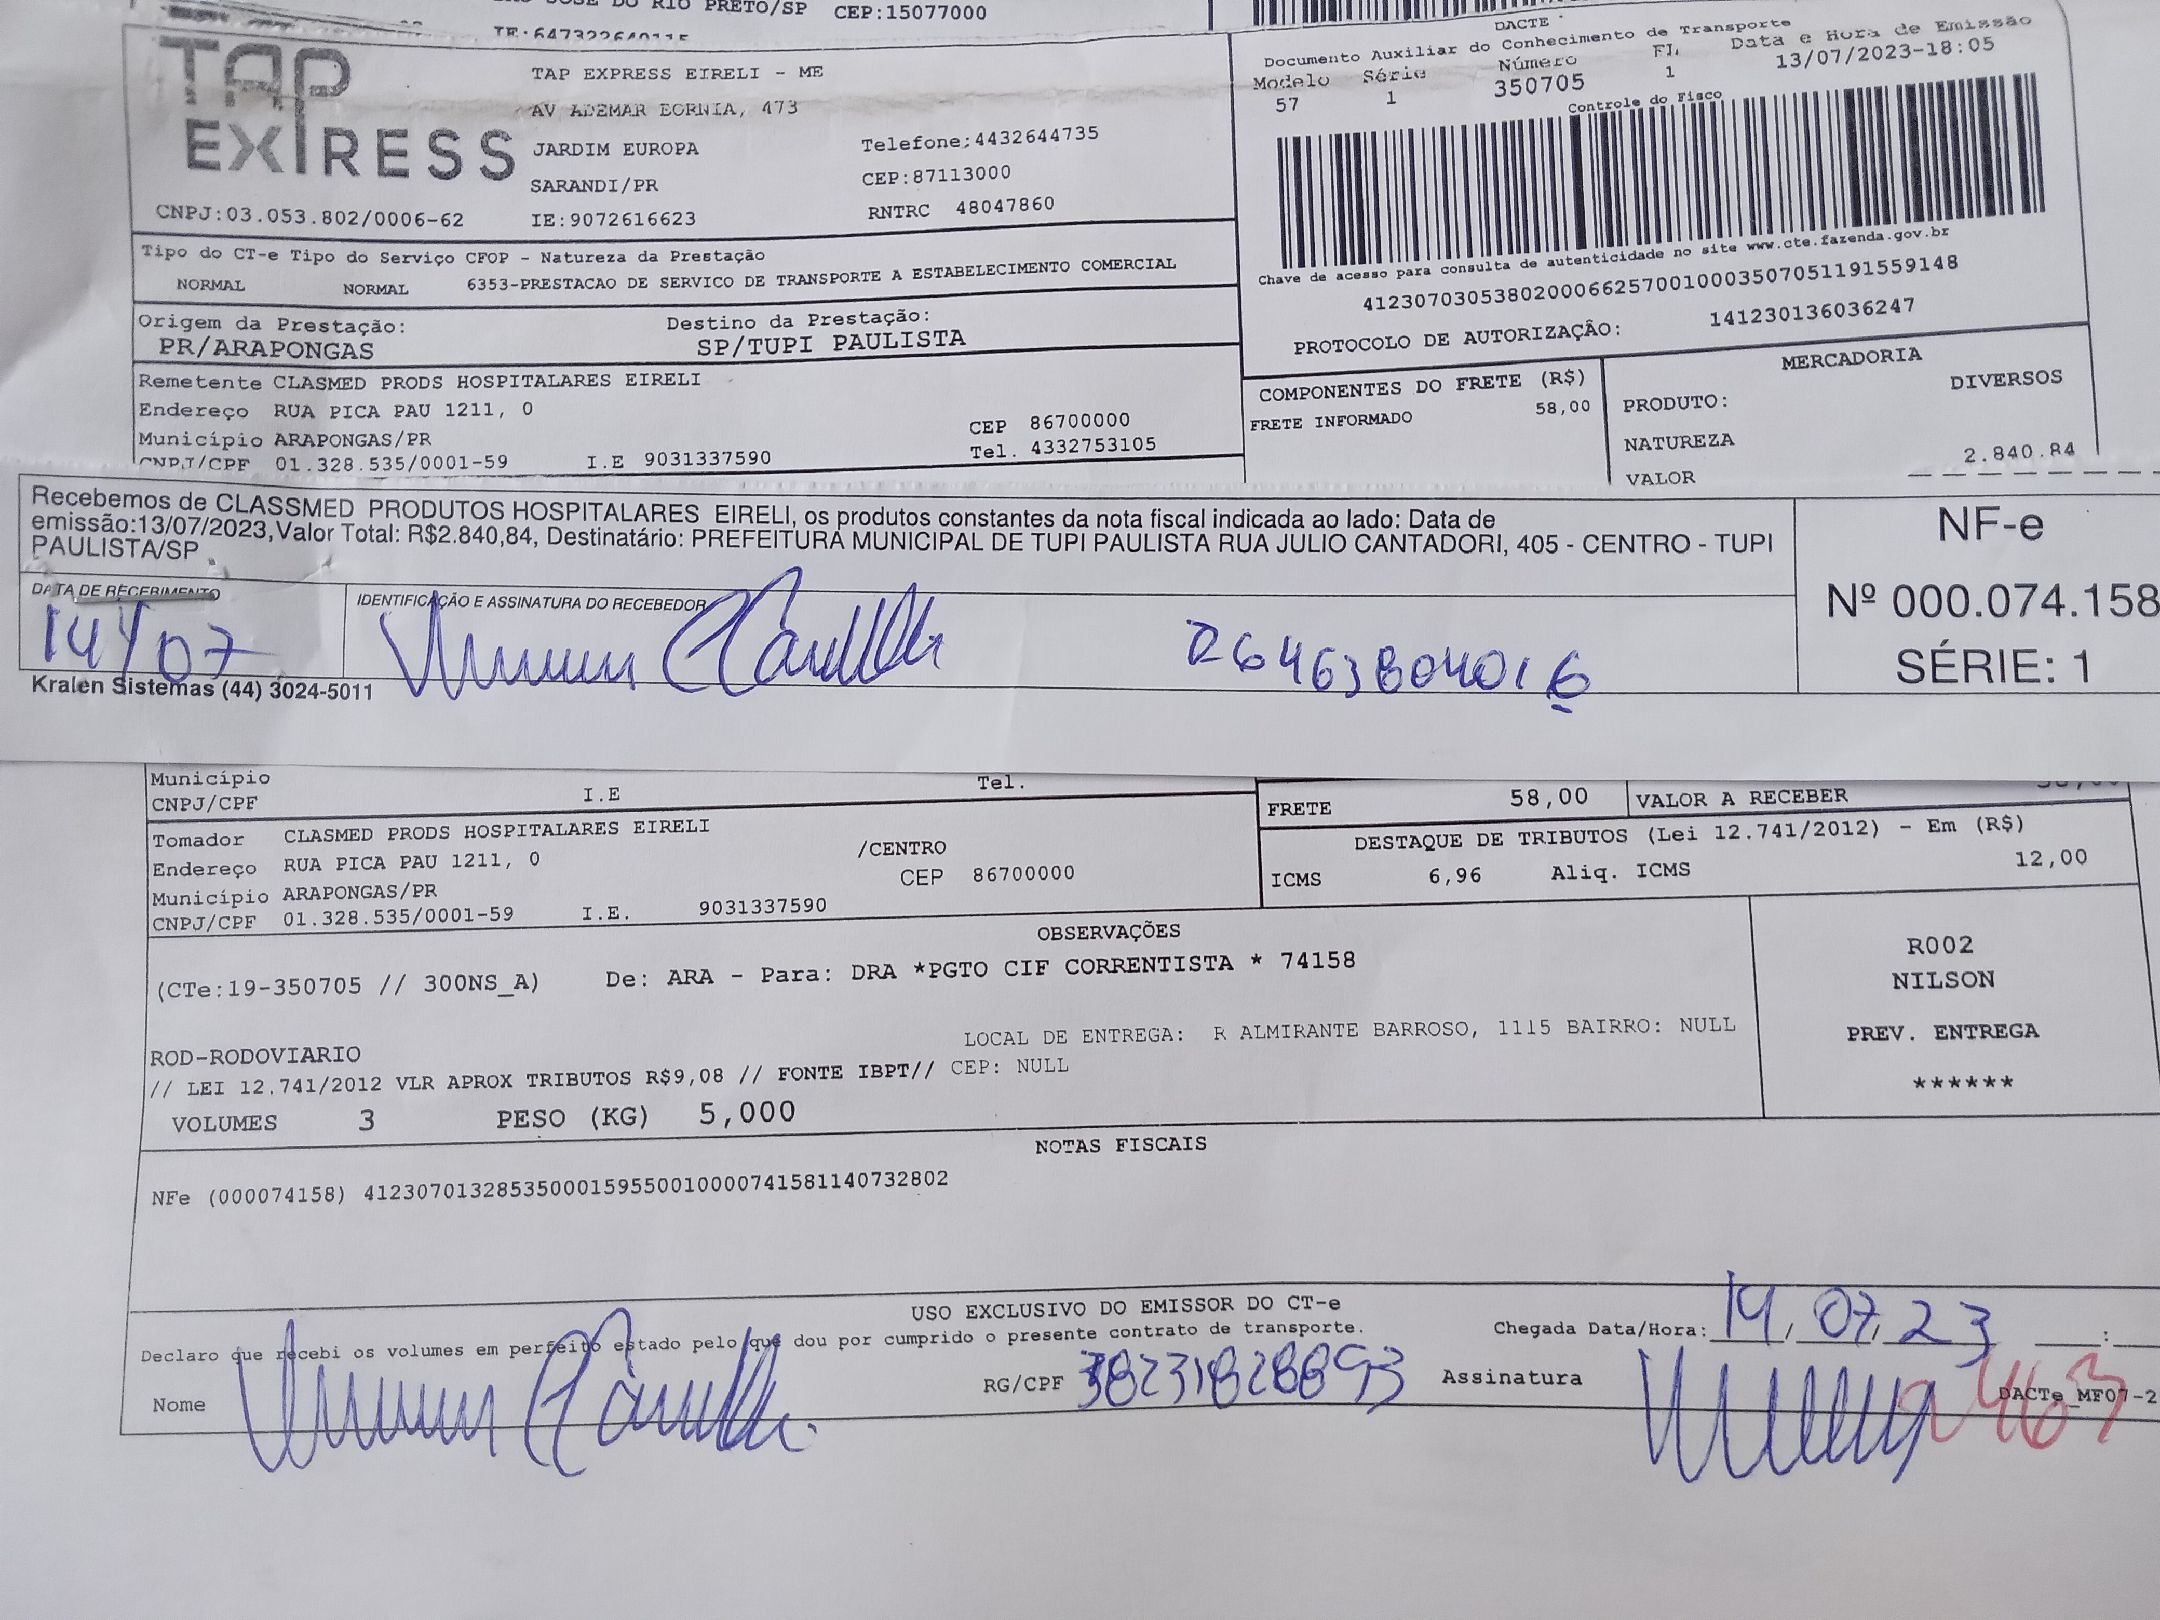 RIO PRETO/SP CEP:15077000
TAP EXPRESS
TAP EXPRESS EIRELI - ME
AV ADEMAR BORNIA, 473
JARDIM EUROPA Telefone:4432644735
SARANDI/PR CEP:87113000
CNPJ:03.053.802/0006-62 IE:9072616623 RNTRC 48047860
DACTE
Documento Auxiliar do Conhecimento de Transporte
Modelo Série Número FL Data e Hora de Emissão
57 1 350705 1 13/07/2023-18:05
Controle do Fisco
Chave de acesso para consulta de autenticidade no site www.cte.fazenda.gov.br
41230703053802000662570010003507051191559148
PROTOCOLO DE AUTORIZAÇÃO: 141230136036247
Tipo do CT-e Tipo do Serviço CFOP - Natureza da Prestação
NORMAL NORMAL 6353-PRESTACAO DE SERVICO DE TRANSPORTE A ESTABELECIMENTO COMERCIAL
Origem da Prestação: Destino da Prestação:
PR/ARAPONGAS SP/TUPI PAULISTA
Remetente CLASMED PRODS HOSPITALARES EIRELI
Endereço RUA PICA PAU 1211, 0
Município ARAPONGAS/PR CEP 86700000
CNPJ/CPF 01.328.535/0001-59 I.E 9031337590 Tel. 4332753105
COMPONENTES DO FRETE (R$)
FRETE INFORMADO 58,00
MERCADORIA
PRODUTO: DIVERSOS
NATUREZA
VALOR 2.840.84
Recebemos de CLASSMED PRODUTOS HOSPITALARES EIRELI, os produtos constantes da nota fiscal indicada ao lado: Data de
emissão:13/07/2023,Valor Total: R$2.840,84, Destinatário: PREFEITURA MUNICIPAL DE TUPI PAULISTA RUA JULIO CANTADORI, 405 - CENTRO - TUPI
PAULISTA/SP
DATA DE RECEBIMENTO IDENTIFICAÇÃO E ASSINATURA DO RECEBEDOR
14/07 26463804016
Kralen Sistemas (44) 3024-5011
NF-e
Nº 000.074.158
SÉRIE: 1
Município Tel.
CNPJ/CPF I.E
FRETE 58,00 VALOR A RECEBER
Tomador CLASMED PRODS HOSPITALARES EIRELI
Endereço RUA PICA PAU 1211, 0 /CENTRO
Município ARAPONGAS/PR CEP 86700000
CNPJ/CPF 01.328.535/0001-59 I.E. 9031337590
DESTAQUE DE TRIBUTOS (Lei 12.741/2012) - Em (R$)
ICMS 6,96 Aliq. ICMS 12,00
OBSERVAÇÕES
(CTe:19-350705 // 300NS_A) De: ARA - Para: DRA *PGTO CIF CORRENTISTA * 74158
ROD-RODOVIARIO LOCAL DE ENTREGA: R ALMIRANTE BARROSO, 1115 BAIRRO: NULL
// LEI 12.741/2012 VLR APROX TRIBUTOS R$9,08 // FONTE IBPT// CEP: NULL
VOLUMES 3 PESO (KG) 5,000
R002
NILSON
PREV. ENTREGA
******
NOTAS FISCAIS
NFe (000074158) 41230701328535000159550010000741581140732802
USO EXCLUSIVO DO EMISSOR DO CT-e
Declaro que recebi os volumes em perfeito estado pelo que dou por cumprido o presente contrato de transporte.
Chegada Data/Hora: 14/07/23 :
Nome RG/CPF 38231828893 Assinatura
DACTe_MF07-2